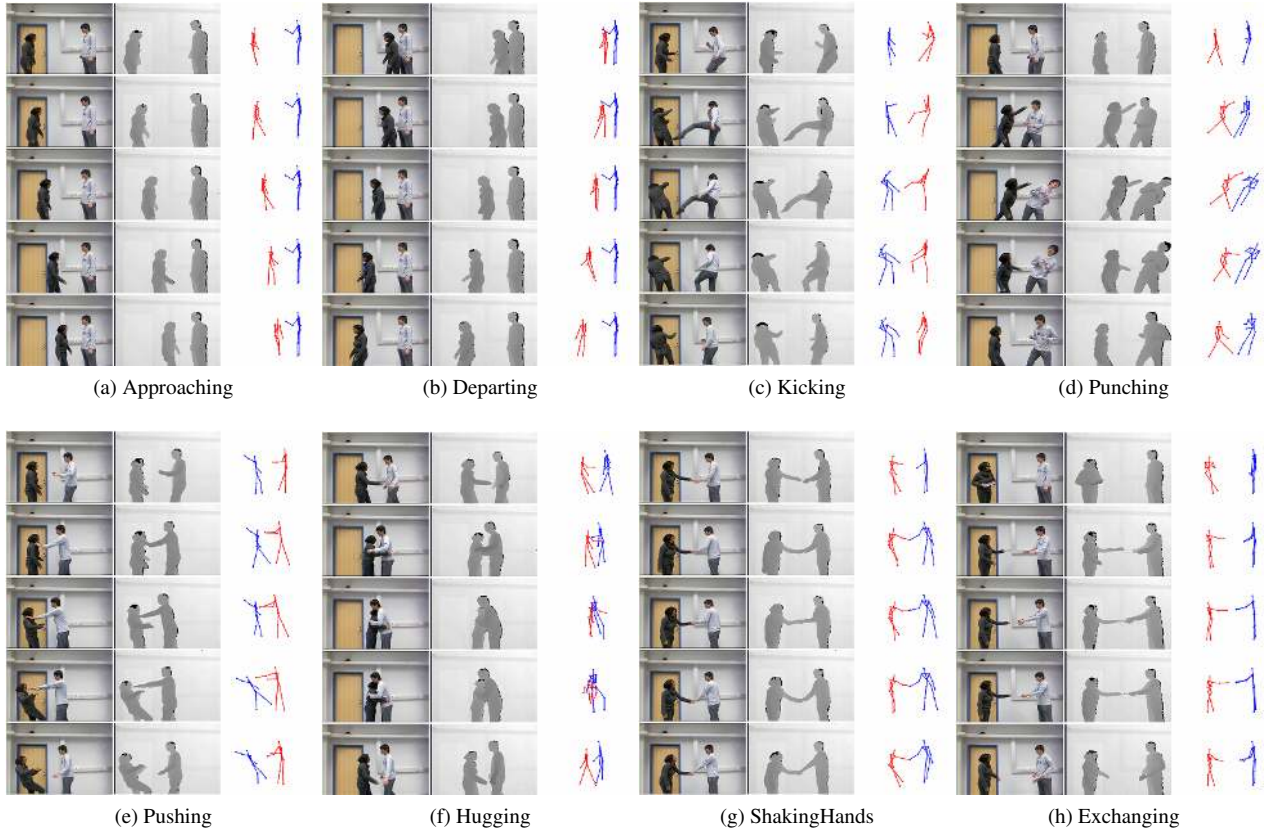 (a) Approaching
(b) Departing
(c) Kicking
(d) Punching
(e) Pushing
(f) Hugging
(g) ShakingHands
(h) Exchanging